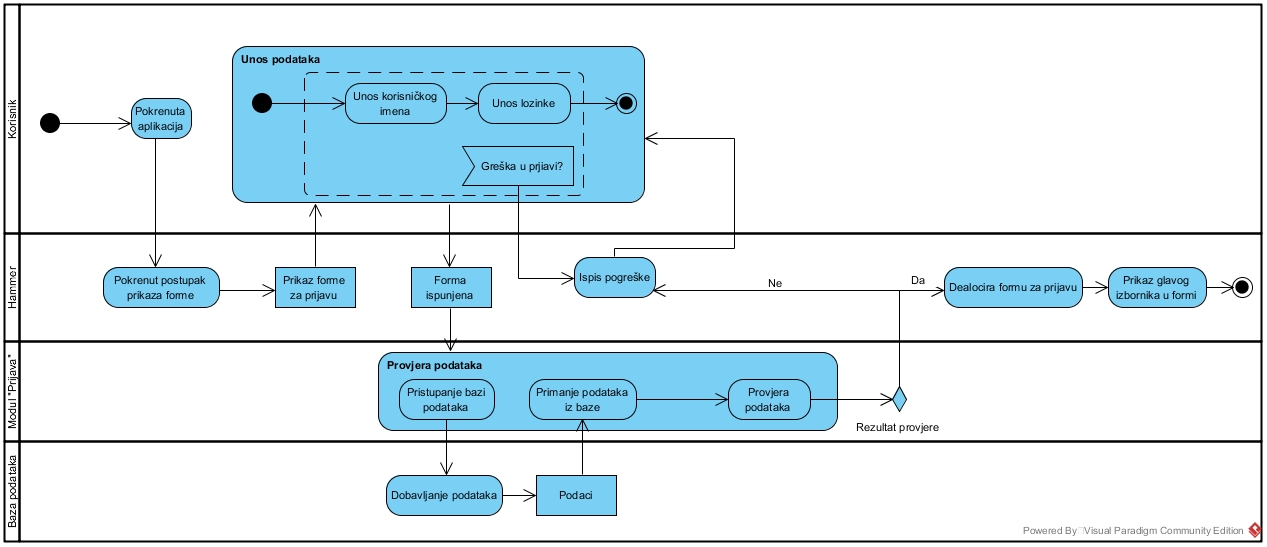 Korisnik
Pokrenuta
aplikacija
Unos podataka
Unos korisničkog
imena
Unos lozinke
Greška u prjiavi?
Hammer
Pokrenut postupak
prikaza forme
Prikaz forme
za prijavu
Forma
ispunjena
Ispis pogreške
Ne
Da
Dealocira formu za prijavu
Prikaz glavog
izbornika u formi
Modul "Prijava"
Provjera podataka
Pristupanje bazi
podataka
Primanje podataka
iz baze
Provjera
podataka
Rezultat provjere
Baza podataka
Dobavljanje podataka
Podaci
Powered By Visual Paradigm Community Edition